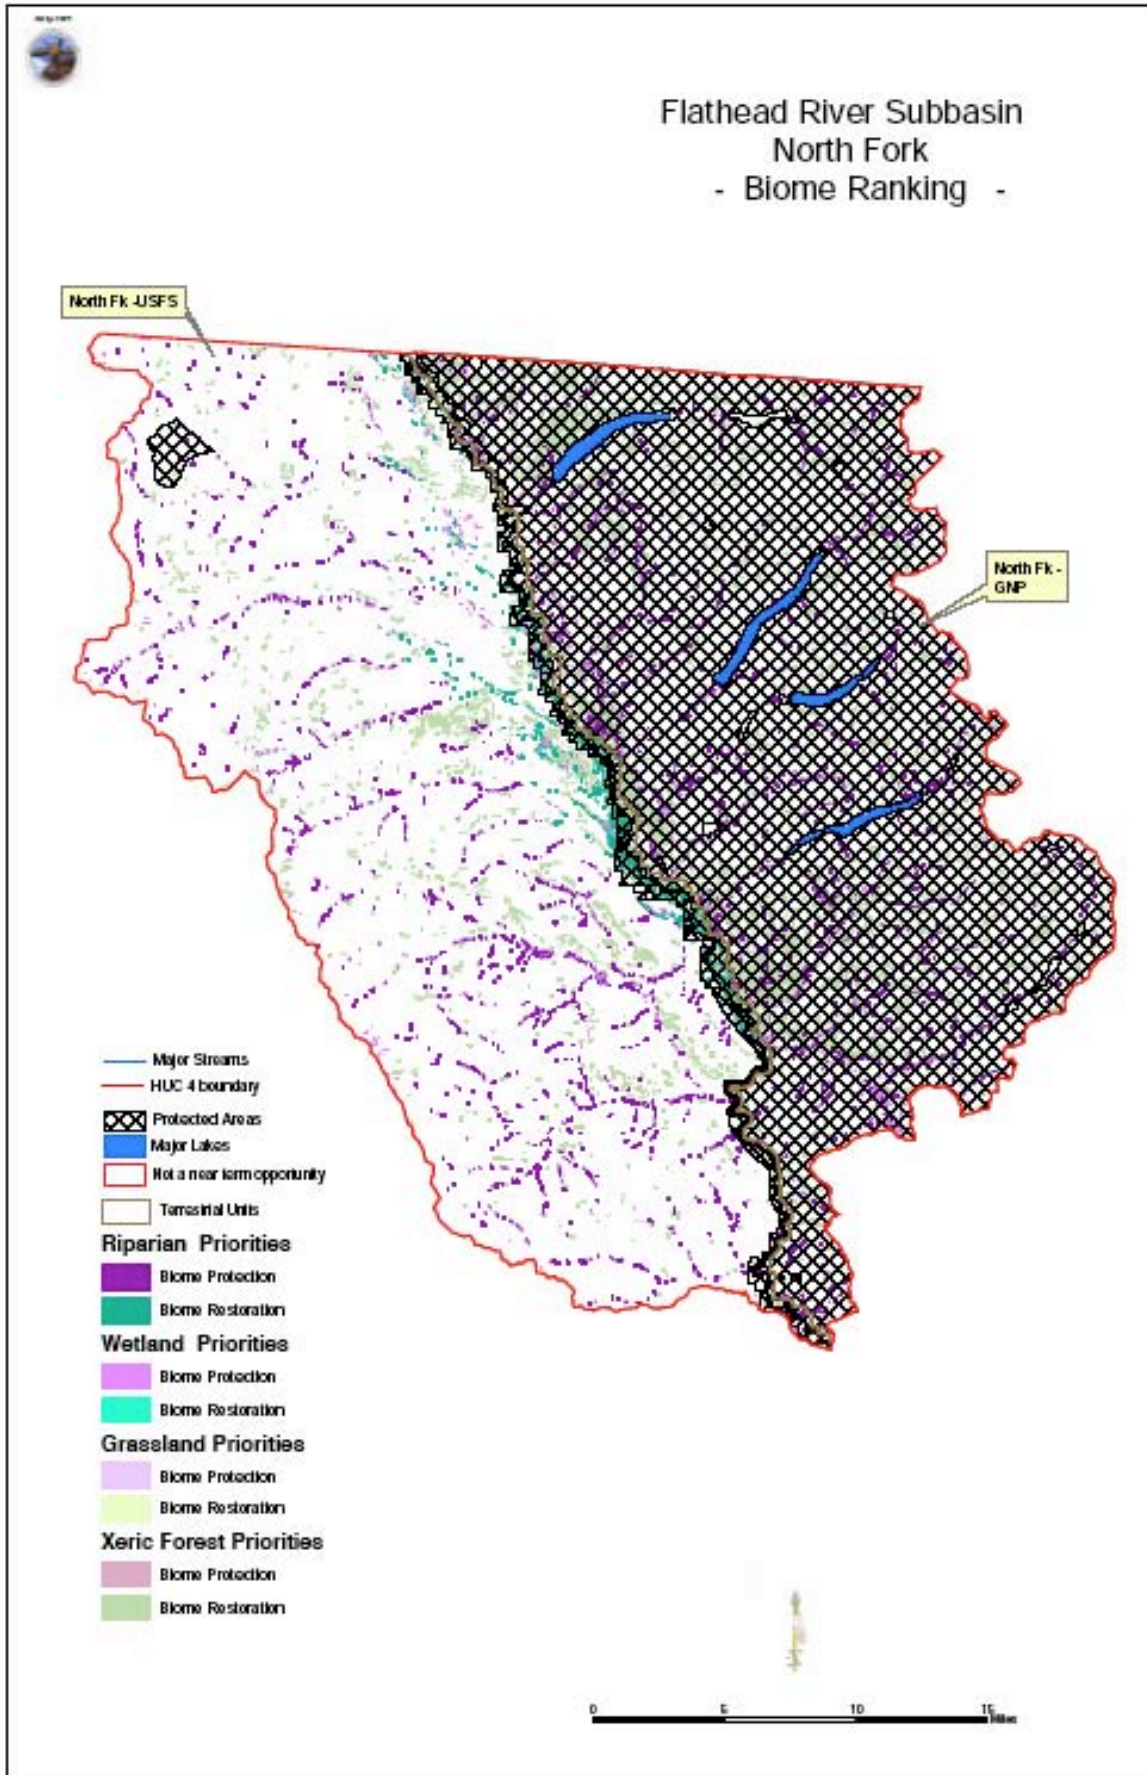 Flathead River Subbasin
North Fork
- Biome Ranking -
North Fk -USFS
North Fk -
GNP
Major Streams
HUC 4 boundary
Protected Areas
Major Lakes
Not a near term opportunity
Terrestrial Units
Riparian Priorities
Biome Protection
Biome Restoration
Wetland Priorities
Biome Protection
Biome Restoration
Grassland Priorities
Biome Protection
Biome Restoration
Xeric Forest Priorities
Biome Protection
Biome Restoration
0 5 10 15
Miles